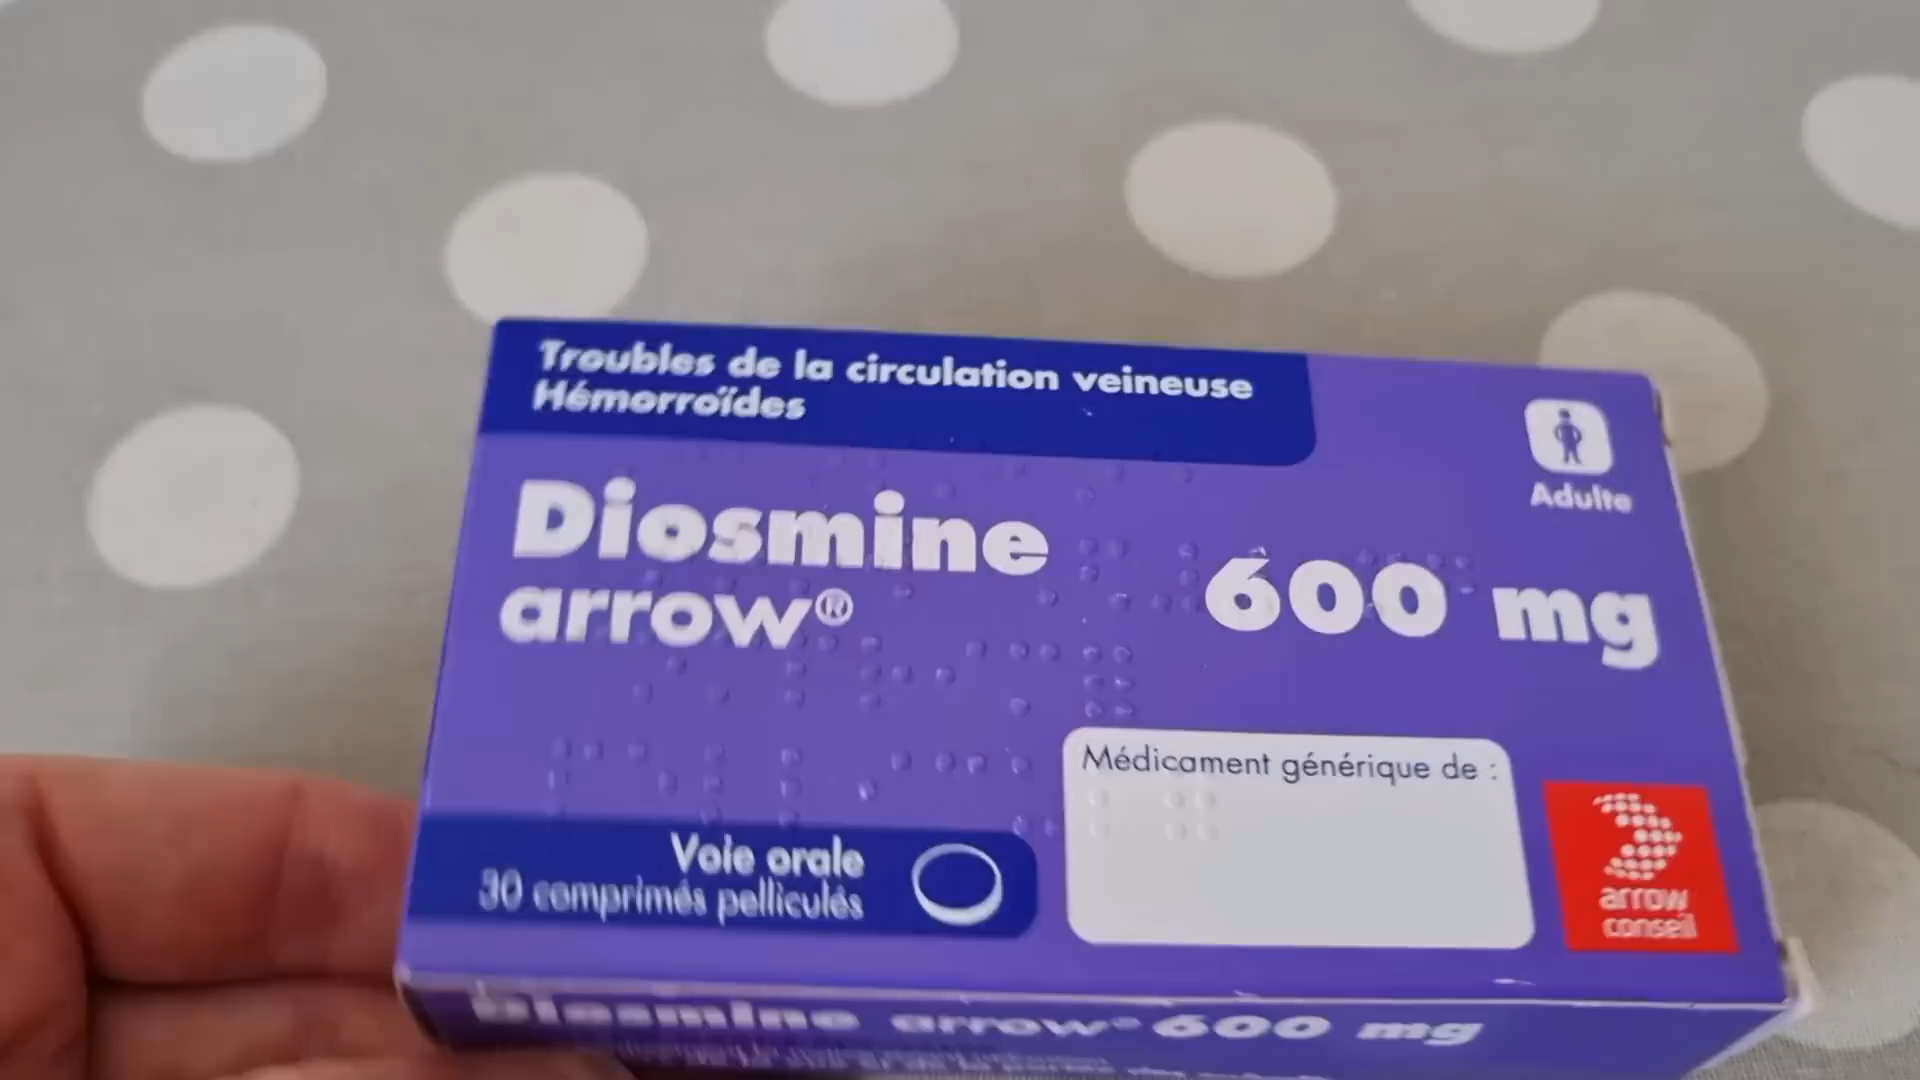 Troubles de la circulation veineuse
Hémorroïdes
Adulte
Diosmine
arrow®
600 mg
Médicament générique de :
Voie orale
30 comprimés pelliculés
arrow
conseil
Diosmine arrow® 600 mg